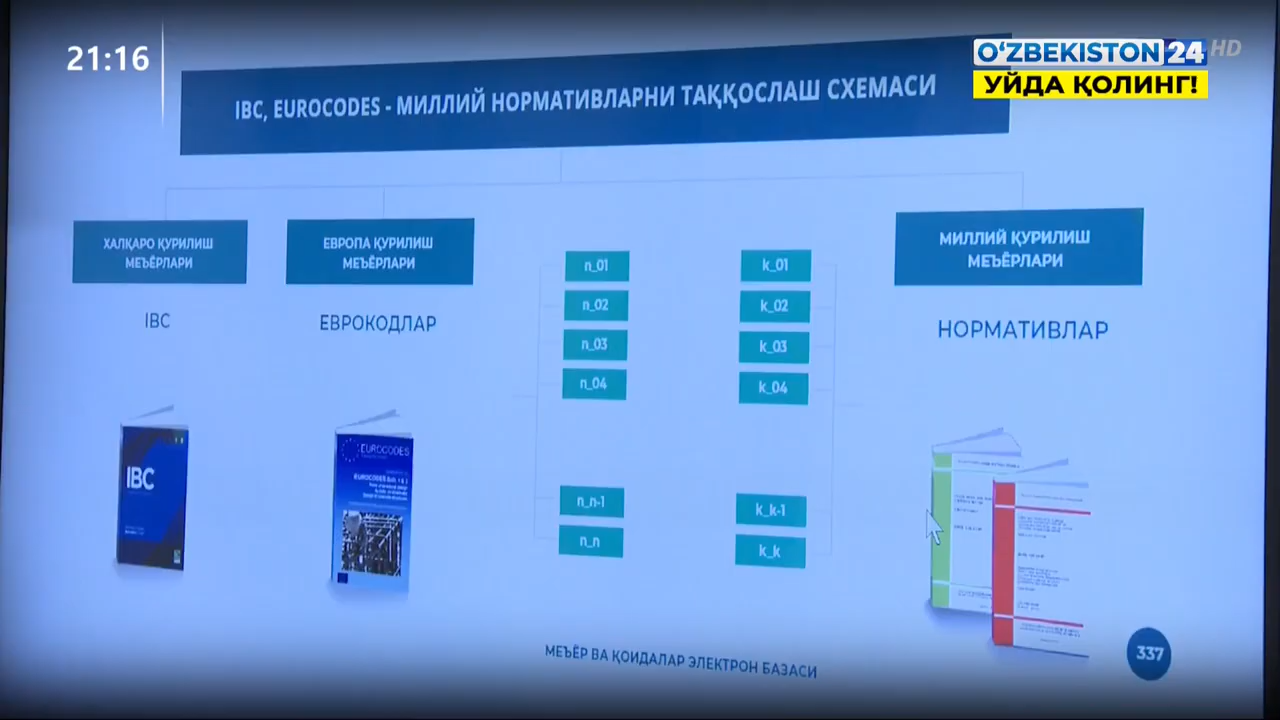 21:16
O‘ZBEKISTON 24 HD
УЙДА ҚОЛИНГ!
IBC, EUROCODES - МИЛЛИЙ НОРМАТИВЛАРНИ ТАҚҚОСЛАШ СХЕМАСИ
ХАЛҚАРО ҚУРИЛИШ
МЕЪЁРЛАРИ
ЕВРОПА ҚУРИЛИШ
МЕЪЁРЛАРИ
МИЛЛИЙ ҚУРИЛИШ
МЕЪЁРЛАРИ
IBC
ЕВРОКОДЛАР
НОРМАТИВЛАР
n_01
n_02
n_03
n_04
n_n-1
n_n
k_01
k_02
k_03
k_04
k_k-1
k_k
IBC
EUROCODES
МЕЪЁР ВА ҚОИДАЛАР ЭЛЕКТРОН БАЗАСИ
337